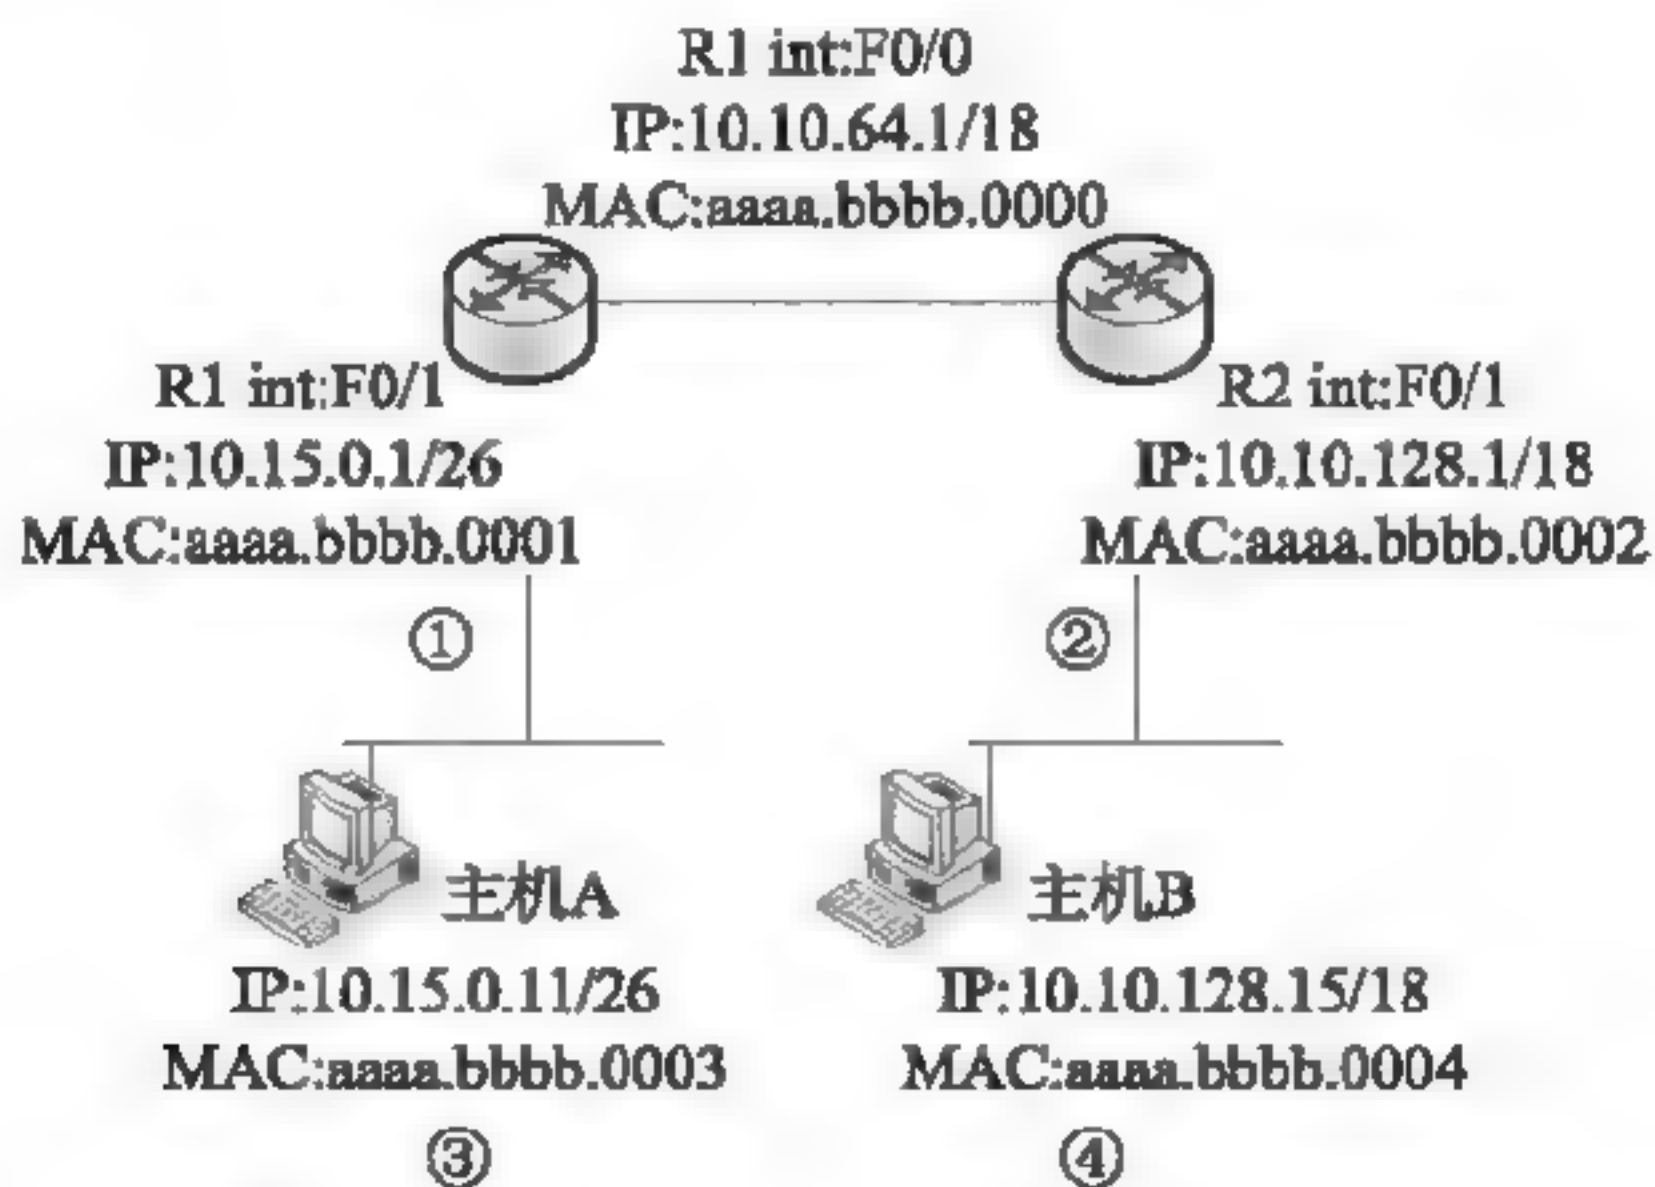 R1 int:F0/0
IP:10.10.64.1/18
MAC:aaaa.bbbb.0000
R1 int:F0/1
IP:10.15.0.1/26
MAC:aaaa.bbbb.0001
R2 int:F0/1
IP:10.10.128.1/18
MAC:aaaa.bbbb.0002
①
②
主机A
IP:10.15.0.11/26
MAC:aaaa.bbbb.0003
③
主机B
IP:10.10.128.15/18
MAC:aaaa.bbbb.0004
④